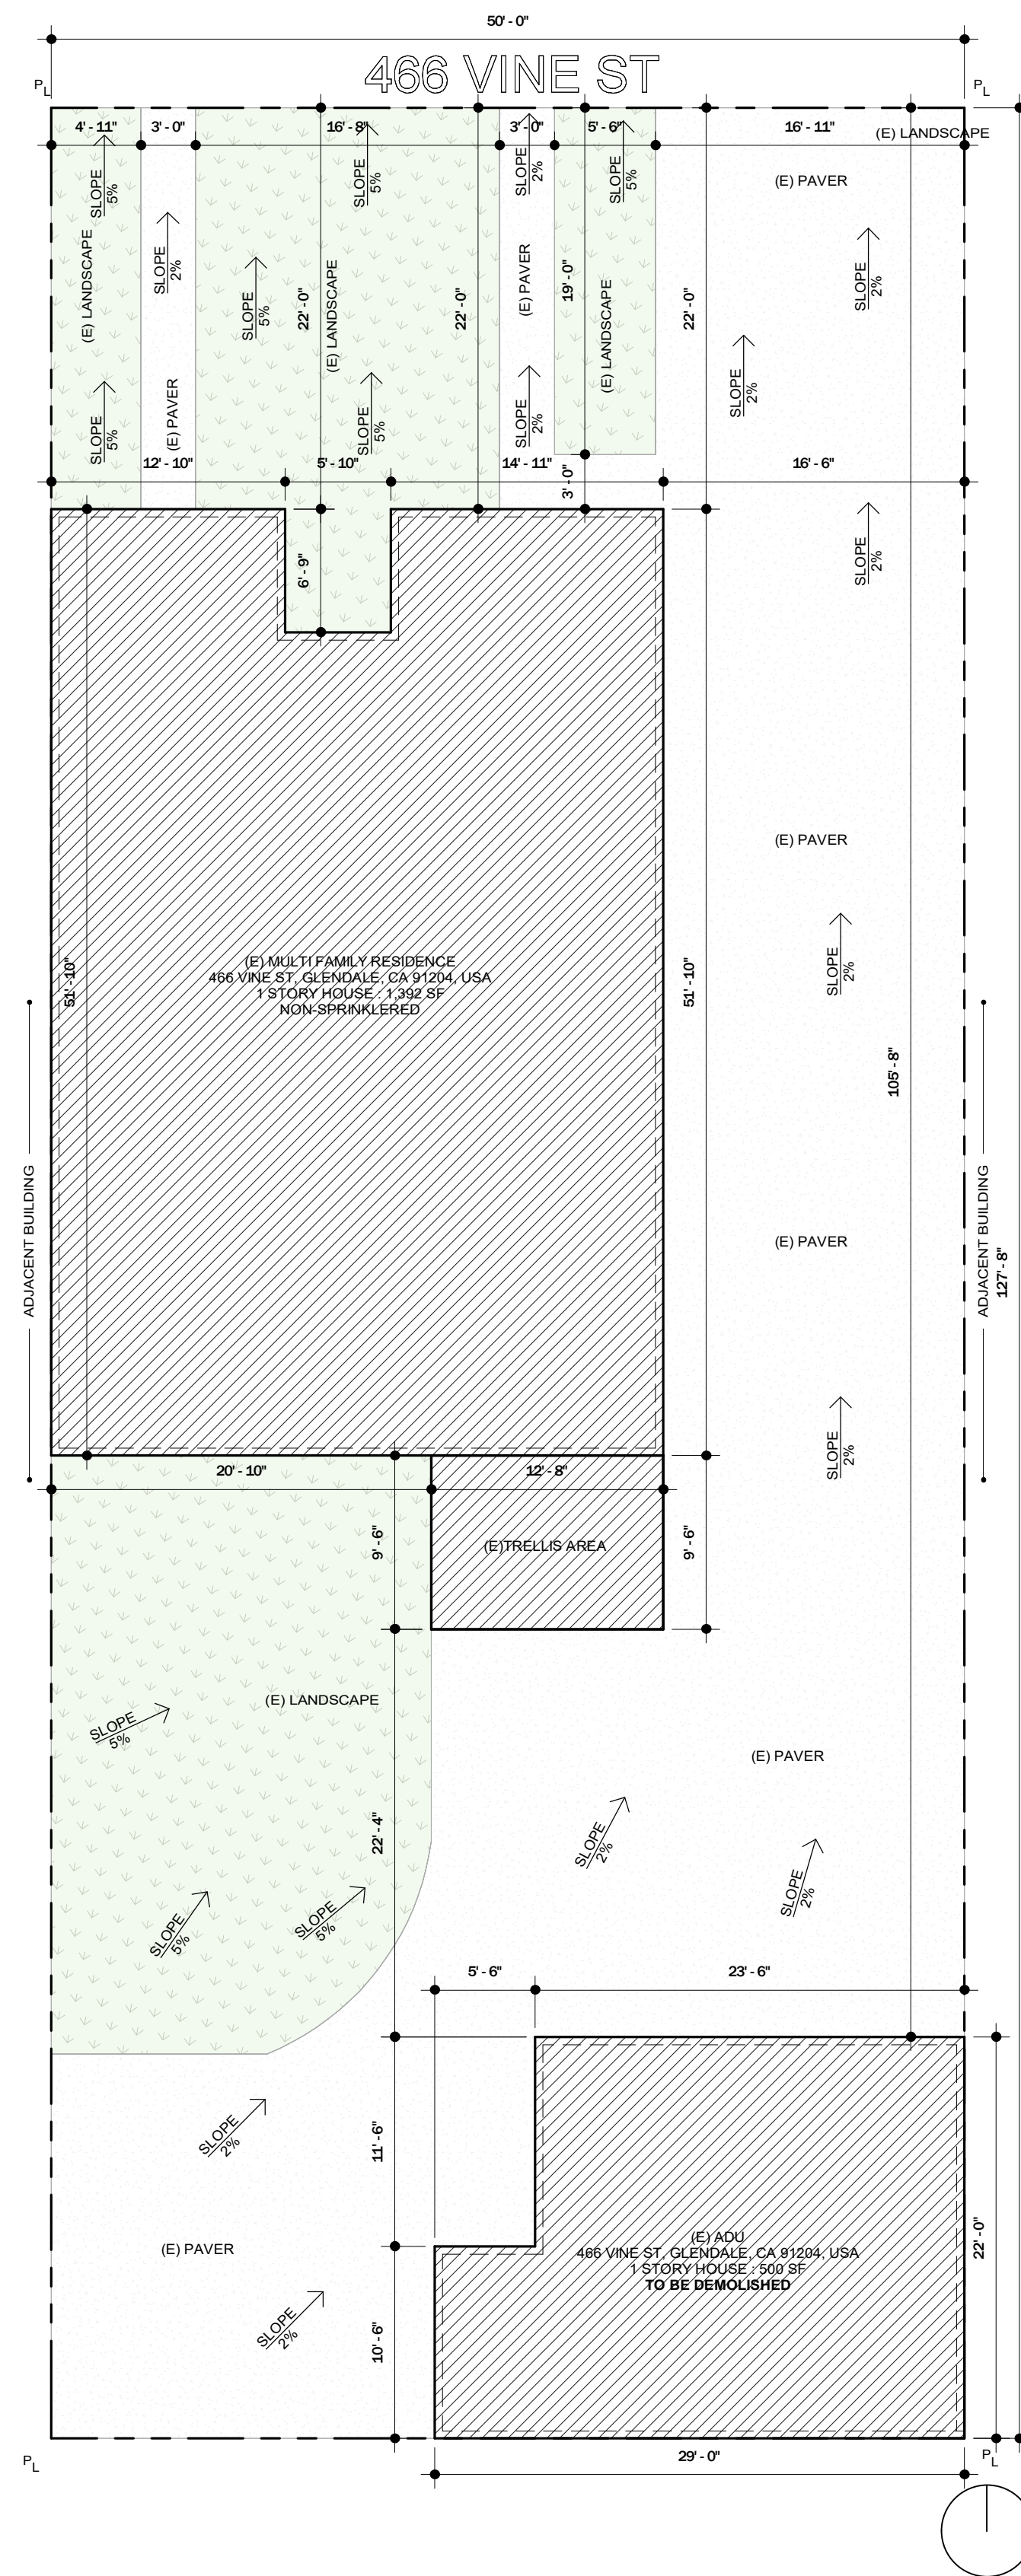 50' - 0"
466 VINE ST
PL
PL
4' - 11"
3' - 0"
16' - 8"
3' - 0"
5' - 6"
16' - 11"
(E) LANDSCAPE
(E) PAVER
SLOPE
5%
SLOPE
5%
SLOPE
2%
SLOPE
5%
SLOPE
2%
SLOPE
5%
SLOPE
2%
(E) LANDSCAPE
22' - 0"
(E) LANDSCAPE
22' - 0"
(E) PAVER
19' - 0"
(E) LANDSCAPE
22' - 0"
SLOPE
2%
SLOPE
5%
(E) PAVER
SLOPE
5%
SLOPE
2%
12' - 10"
5' - 10"
14' - 11"
3' - 0"
16' - 6"
SLOPE
2%
6' - 9"
(E) PAVER
(E) MULTI FAMILY RESIDENCE
466 VINE ST, GLENDALE, CA 91204, USA
1 STORY HOUSE : 1,392 SF
NON-SPRINKLERED
51' -10"
51' - 10"
SLOPE
2%
105' - 8"
ADJACENT BUILDING
ADJACENT BUILDING
127' - 8"
(E) PAVER
SLOPE
2%
20' - 10"
12' - 8"
9' - 6"
(E)TRELLIS AREA
9' - 6"
(E) LANDSCAPE
SLOPE
5%
(E) PAVER
22' - 4"
SLOPE
2%
SLOPE
2%
SLOPE
5%
SLOPE
5%
5' - 6"
23' - 6"
SLOPE
2%
11' - 6"
(E) PAVER
(E) ADU
466 VINE ST, GLENDALE, CA 91204, USA
1 STORY HOUSE : 500 SF
TO BE DEMOLISHED
22' - 0"
SLOPE
2%
10' - 6"
29' - 0"
PL
PL